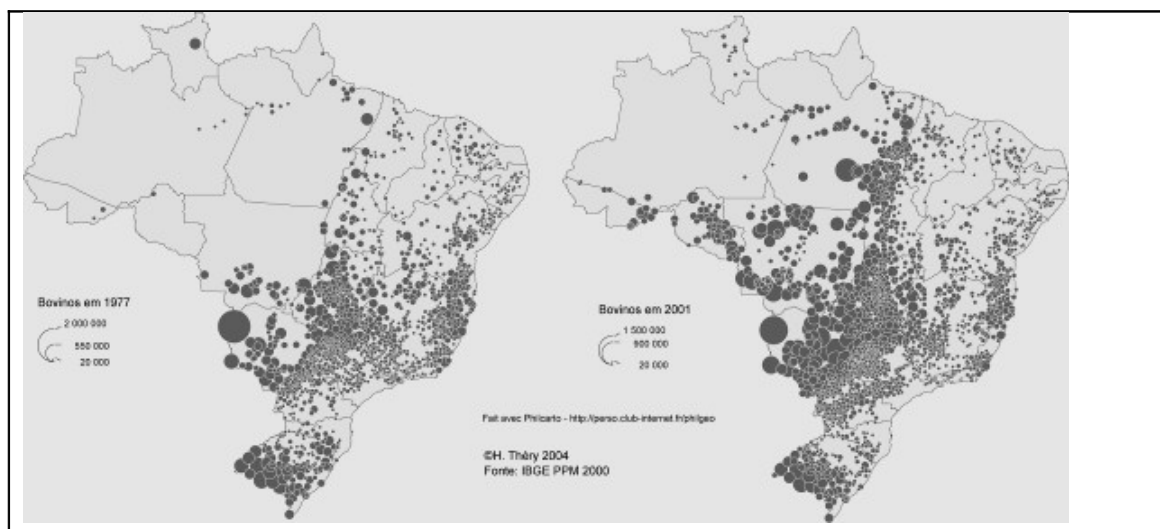 Bovinos em 1977
2 000 000
550 000
20 000
Bovinos em 2001
1 500 000
900 000
20 000
Fait avec Philcarto - http://perso.club-internet.fr/philgeo
©H. Théry 2004
Fonte: IBGE PPM 2000